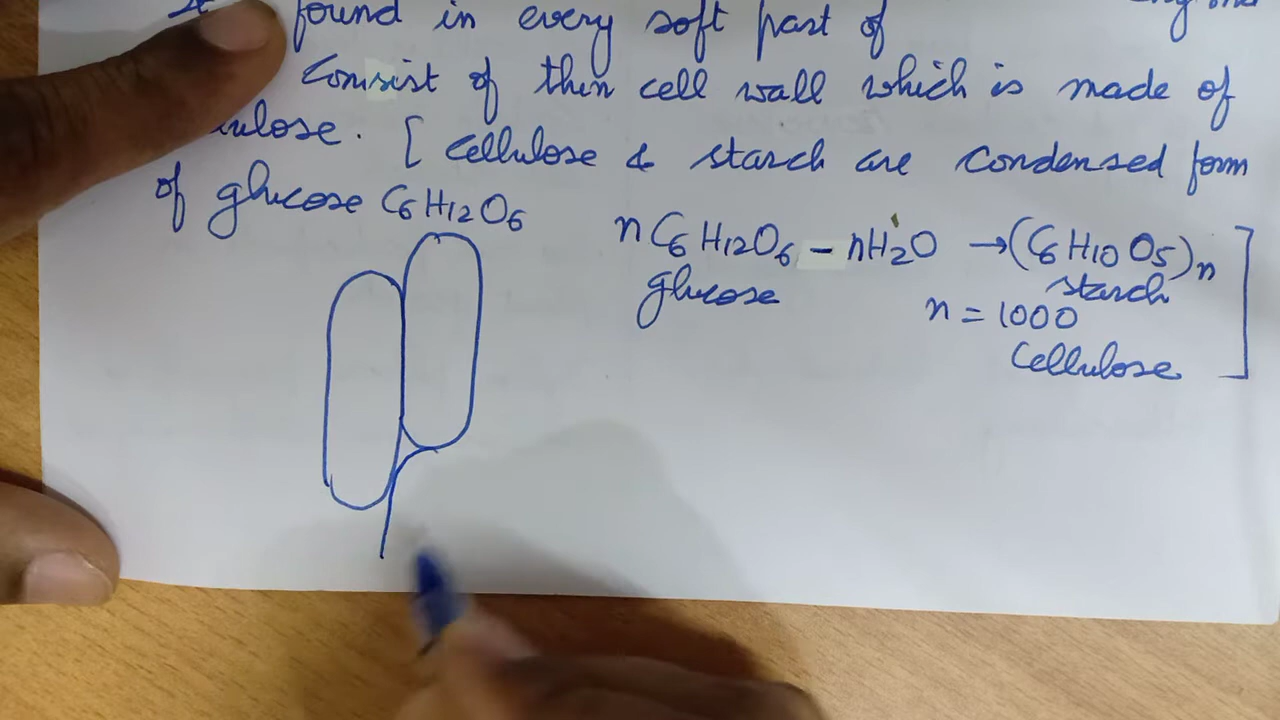 found in every soft part of
Consist of thin cell wall which is made of
ulose. [ Cellulose & starch are condensed form
of glucose C6H12O6
nC6H12O6 - nH2O → (C6H10O5)n
glucose
starch
n = 1000
Cellulose ]